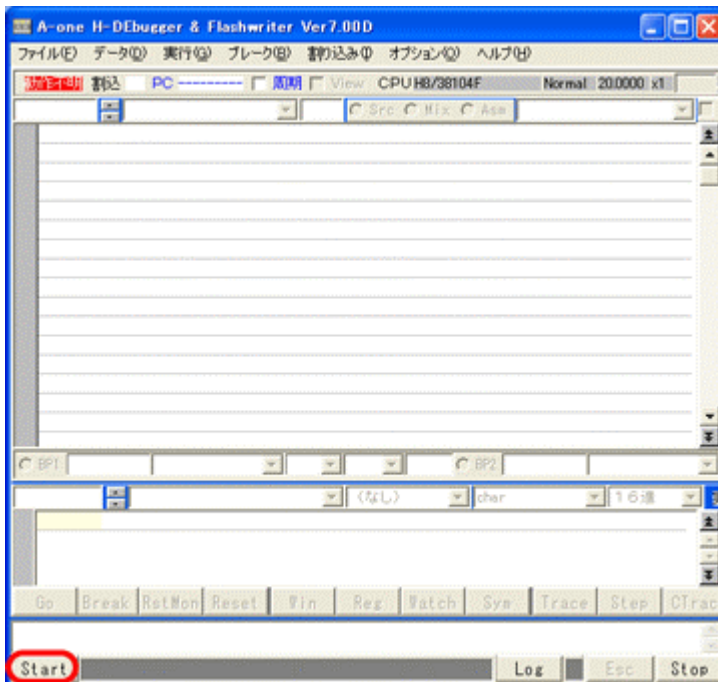 A-one H-DEbugger & Flashwriter Ver7.00D
ファイル(F) データ(D) 実行(G) ブレーク(B) 割り込み(I) オプション(O) ヘルプ(H)
割込 PC --------- 周期 View CPU H8/38104F Normal 20.0000 x1
Src Mix Asm
BP1 BP2
(なし) char 16進
Go Break RstMon Reset Win Reg Watch Sym Trace Step CTrac
Start Log Esc Stop